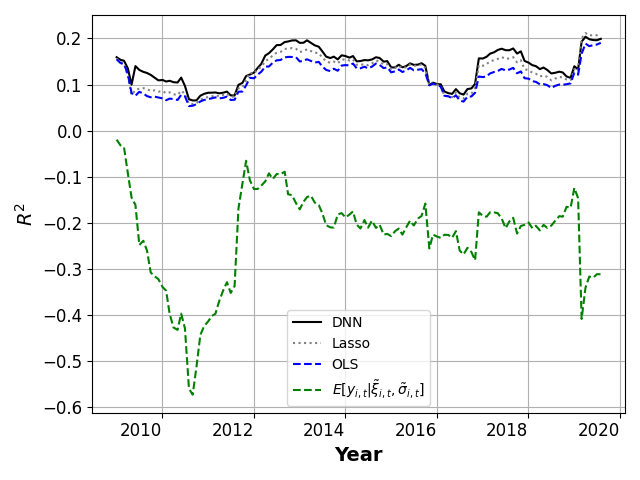 0.2
0.1
0.0
−0.1
−0.2
−0.3
−0.4
−0.5
−0.6
R²
DNN
Lasso
OLS
E[y_{i,t}|ξ̃_{i,t}, σ̃_{i,t}]
2010 2012 2014 2016 2018 2020
Year